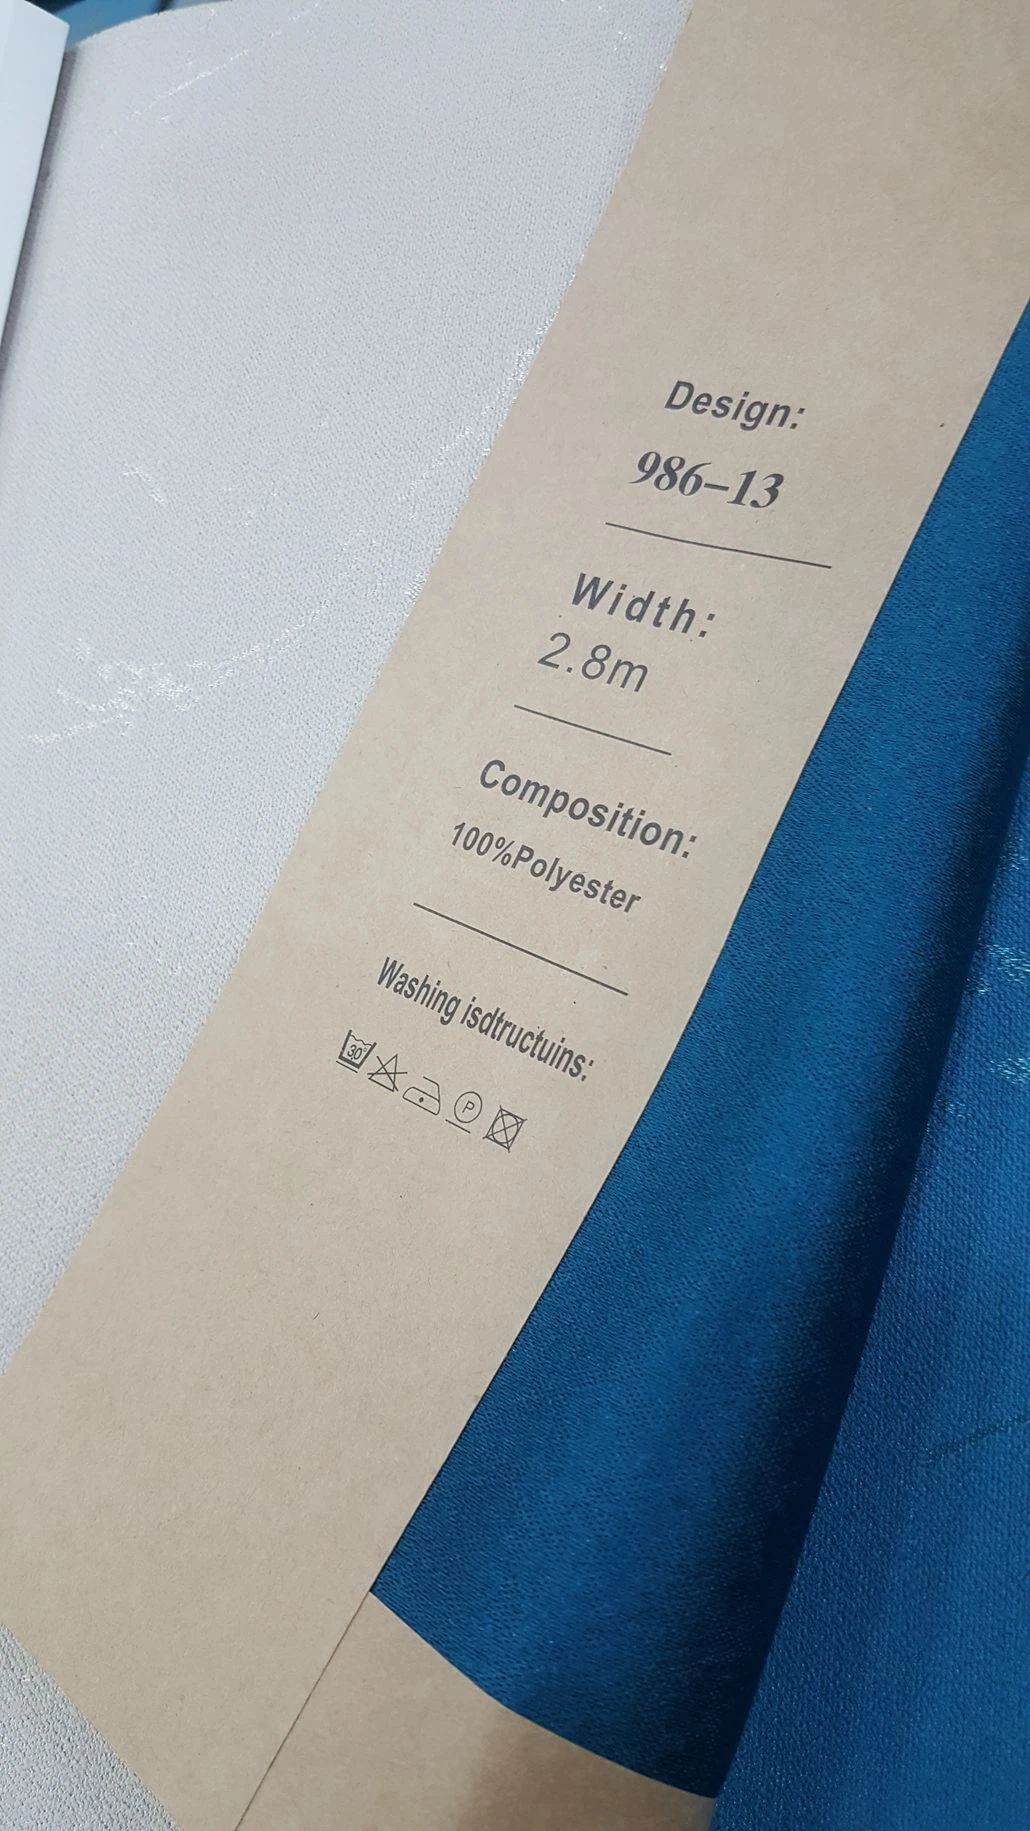 Design:
986-13
Width:
2.8m
Composition:
100%Polyester
Washing isdtructuins:
30°
P